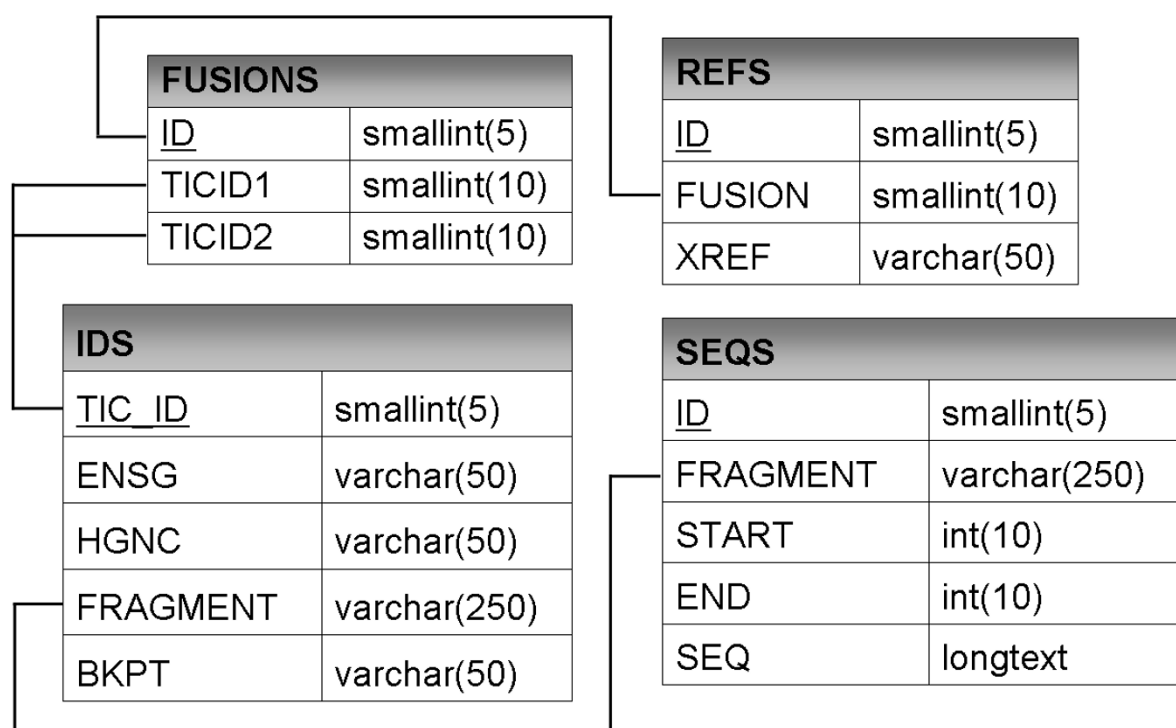 FUSIONS
ID smallint(5)
TICID1 smallint(10)
TICID2 smallint(10)
REFS
ID smallint(5)
FUSION smallint(10)
XREF varchar(50)
IDS
TIC_ID smallint(5)
ENSG varchar(50)
HGNC varchar(50)
FRAGMENT varchar(250)
BKPT varchar(50)
SEQS
ID smallint(5)
FRAGMENT varchar(250)
START int(10)
END int(10)
SEQ longtext